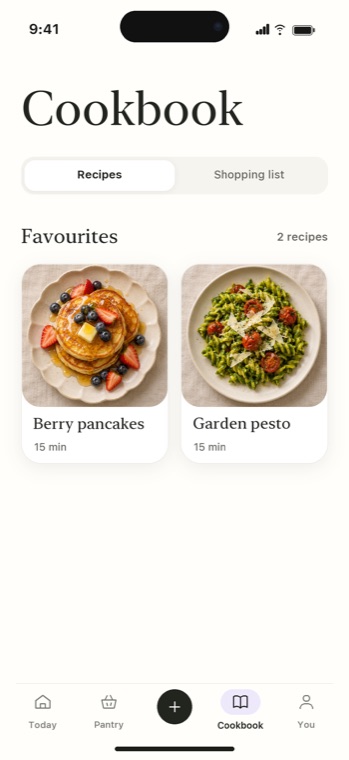 9:41
Cookbook
Recipes
Shopping list
Favourites
2 recipes
Berry pancakes
15 min
Garden pesto
15 min
Today
Pantry
Cookbook
You